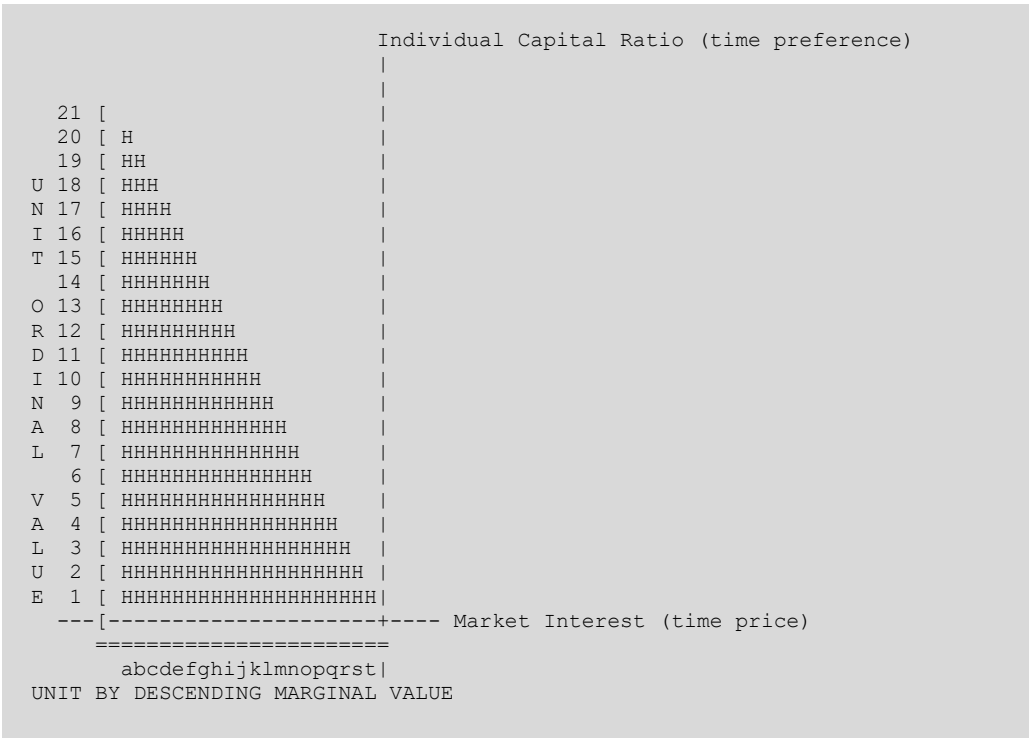 Individual Capital Ratio (time preference)
                           |
                           |
  21 [                     |
  20 [ H                   |
  19 [ HH                  |
U 18 [ HHH                 |
N 17 [ HHHH                |
I 16 [ HHHHH               |
T 15 [ HHHHHH              |
  14 [ HHHHHHH             |
O 13 [ HHHHHHHH            |
R 12 [ HHHHHHHHH           |
D 11 [ HHHHHHHHHH          |
I 10 [ HHHHHHHHHHH         |
N  9 [ HHHHHHHHHHHH        |
A  8 [ HHHHHHHHHHHHH       |
L  7 [ HHHHHHHHHHHHHH      |
   6 [ HHHHHHHHHHHHHHH     |
V  5 [ HHHHHHHHHHHHHHHH    |
A  4 [ HHHHHHHHHHHHHHHHH   |
L  3 [ HHHHHHHHHHHHHHHHHH  |
U  2 [ HHHHHHHHHHHHHHHHHHH |
E  1 [ HHHHHHHHHHHHHHHHHHHH|
  ---[---------------------+---- Market Interest (time price)
     =======================
       abcdefghijklmnopqrst|
UNIT BY DESCENDING MARGINAL VALUE